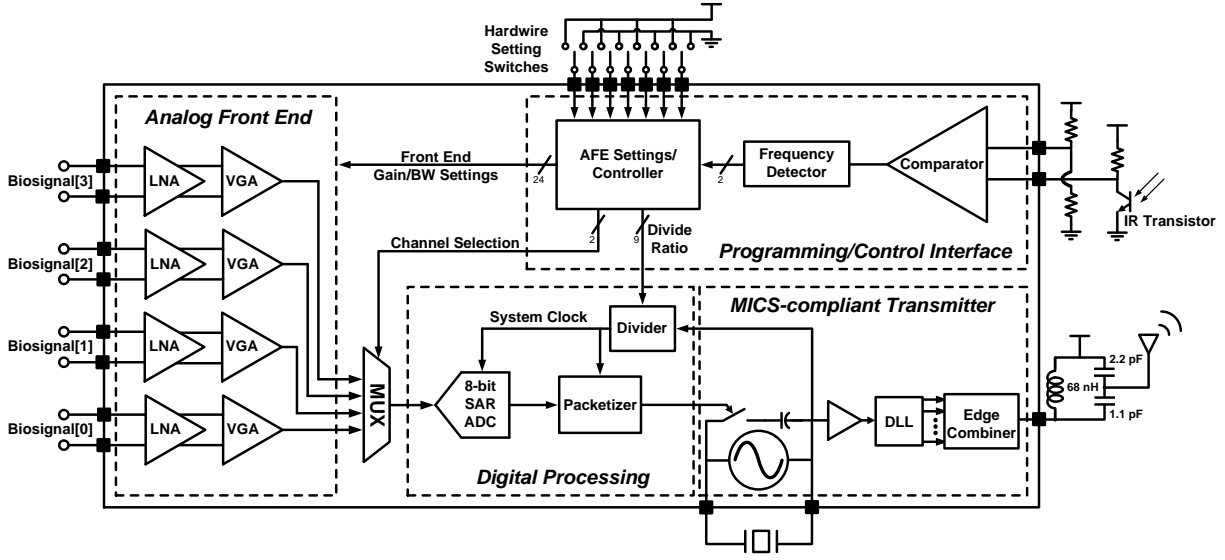 Hardwire
Setting
Switches
Analog Front End
Biosignal[3]
LNA
VGA
Biosignal[2]
LNA
VGA
Biosignal[1]
LNA
VGA
Biosignal[0]
LNA
VGA
Front End
Gain/BW Settings
24
AFE Settings/
Controller
2
Frequency
Detector
Comparator
IR Transistor
Channel Selection
2
9
Divide
Ratio
Programming/Control Interface
MUX
System Clock
Divider
8-bit
SAR
ADC
Packetizer
Digital Processing
MICS-compliant Transmitter
DLL
Edge
Combiner
2.2 pF
68 nH
1.1 pF